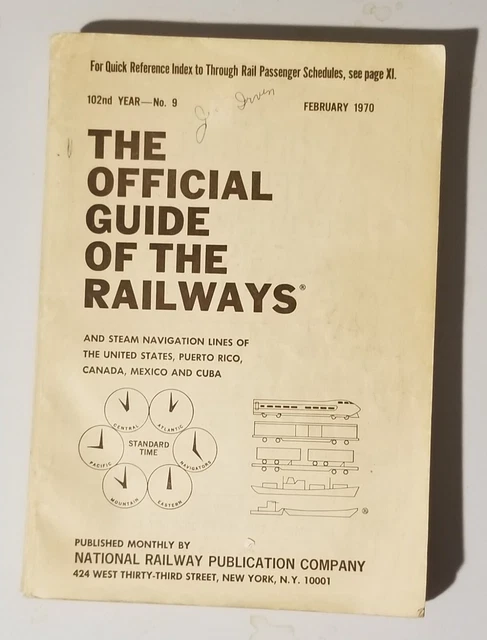 For Quick Reference Index to Through Rail Passenger Schedules, see page XI.
102nd YEAR—No. 9
J. Irvin
FEBRUARY 1970
THE
OFFICIAL
GUIDE
OF THE
RAILWAYS®
AND STEAM NAVIGATION LINES OF
THE UNITED STATES, PUERTO RICO,
CANADA, MEXICO AND CUBA
CENTRAL
ATLANTIC
PACIFIC
STANDARD
TIME
NAVIGATORS
MOUNTAIN
EASTERN
®
PUBLISHED MONTHLY BY
NATIONAL RAILWAY PUBLICATION COMPANY
424 WEST THIRTY-THIRD STREET, NEW YORK, N.Y. 10001